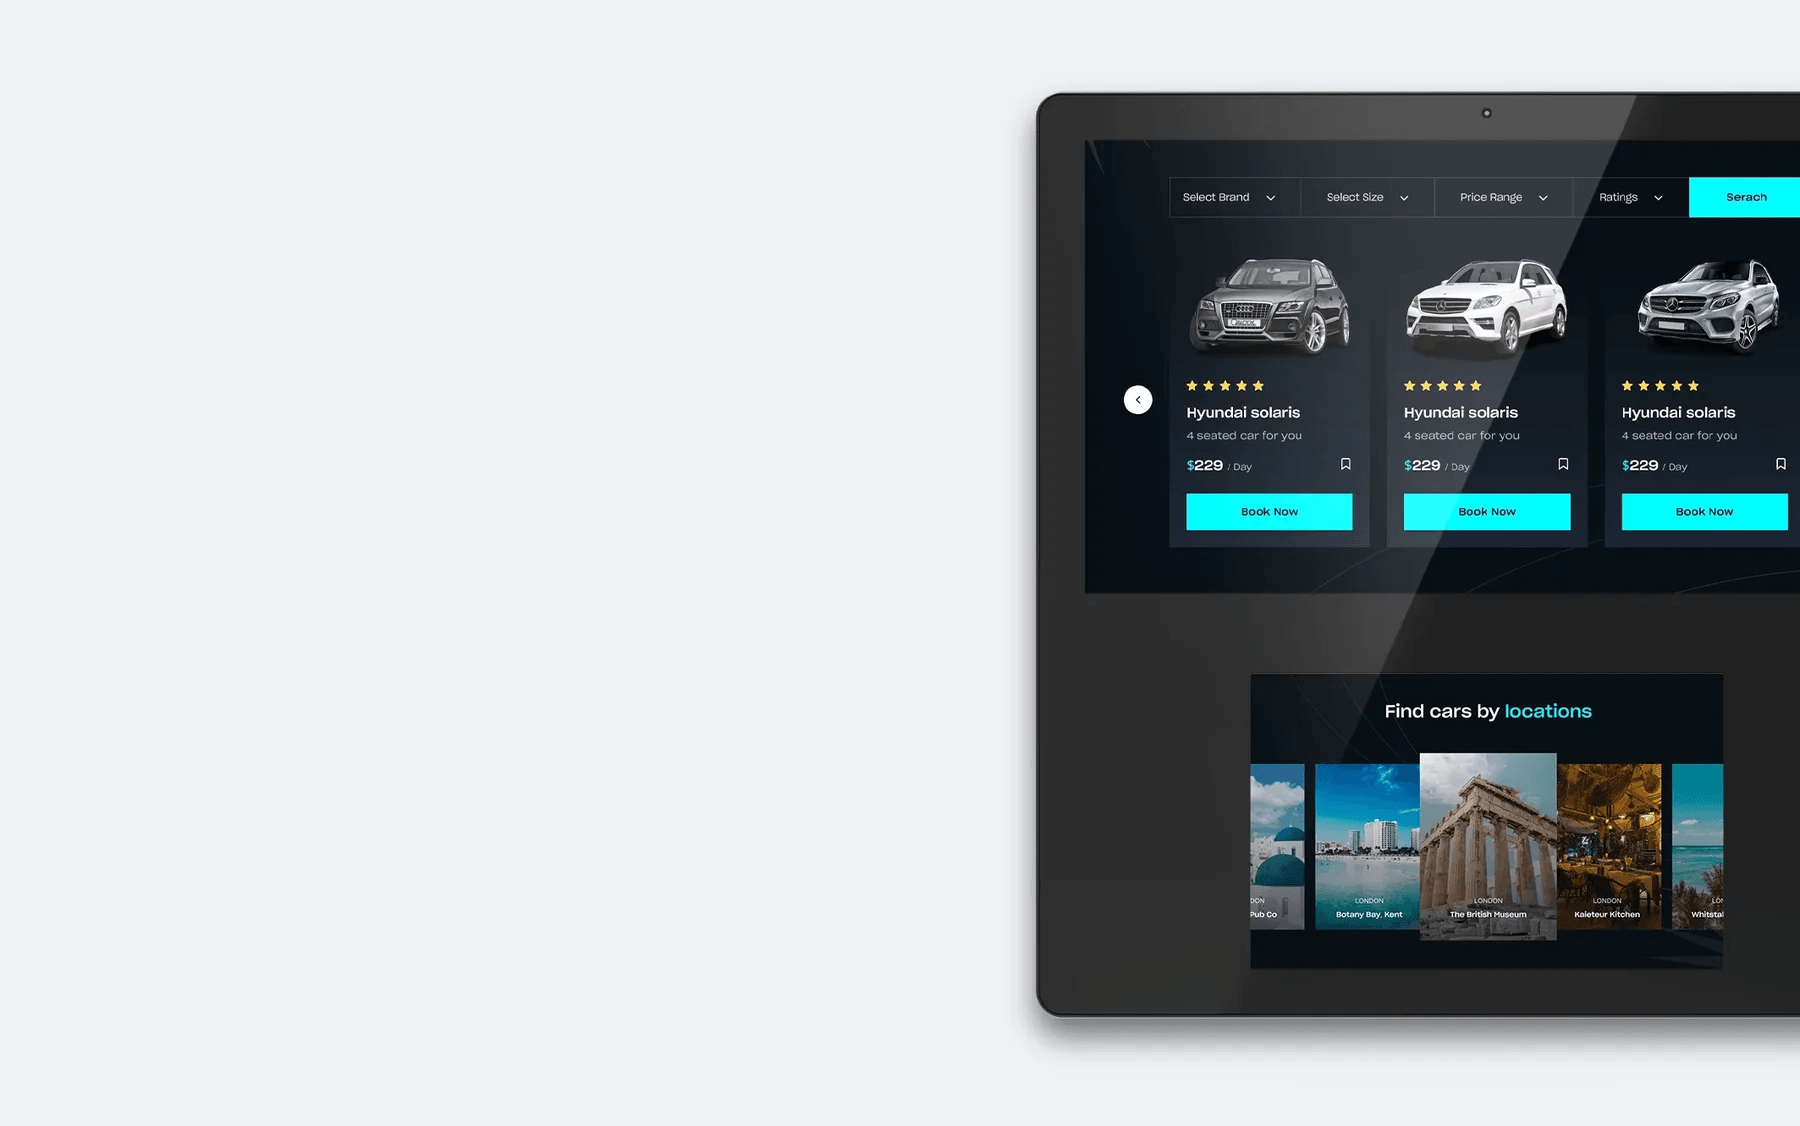 Select Brand
Select Size
Price Range
Ratings
Serach
Hyundai solaris
4 seated car for you
$229 / Day
Book Now
Hyundai solaris
4 seated car for you
$229 / Day
Book Now
Hyundai solaris
4 seated car for you
$229 / Day
Book Now
Find cars by locations
DON
Pub Co
LONDON
Botany Bay, Kent
LONDON
The British Museum
LONDON
Kaieteur Kitchen
LON
Whitstal